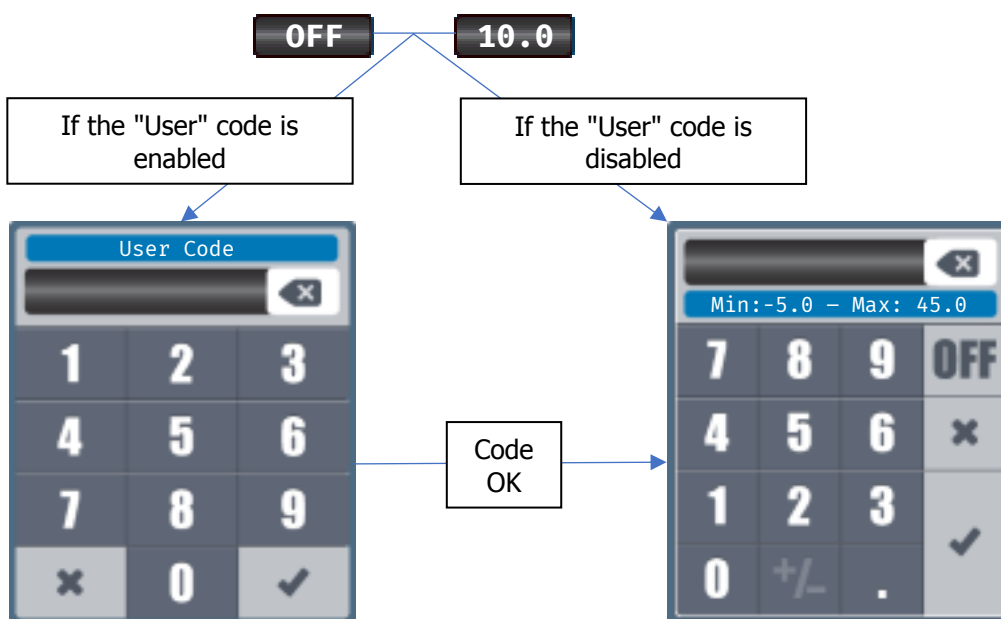 OFF 10.0
If the "User" code is
enabled
If the "User" code is
disabled
User Code
1 2 3
4 5 6
7 8 9
0
Code
OK
Min:-5.0 – Max: 45.0
7 8 9 OFF
4 5 6
1 2 3
0 +/- .